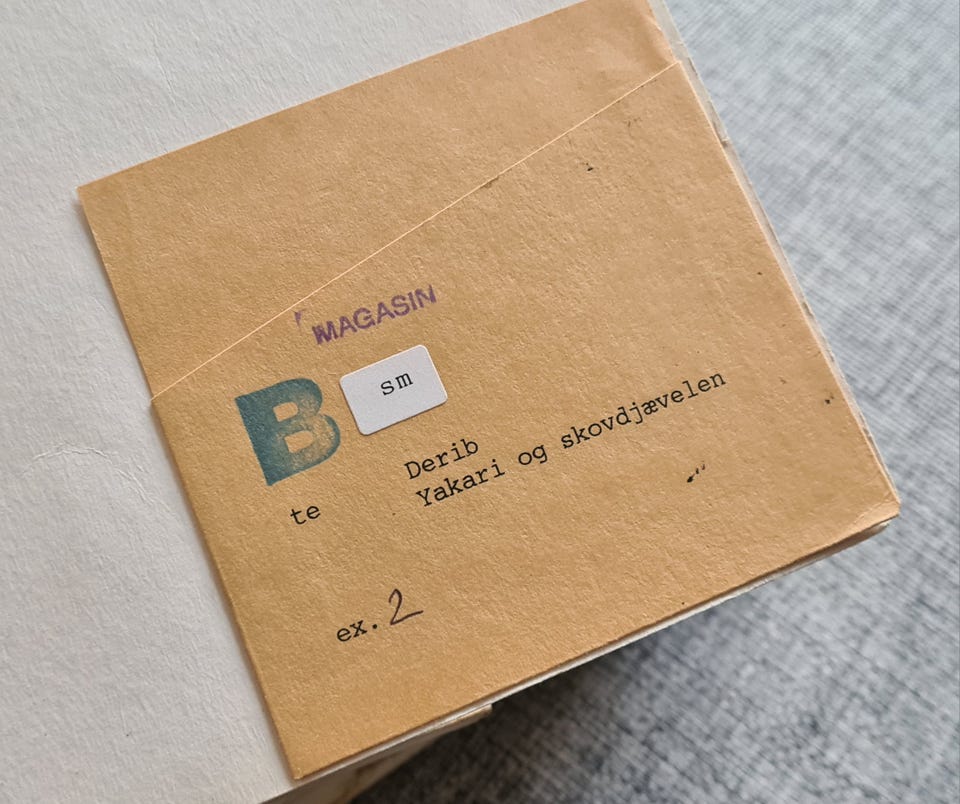 MAGASIN
B
sm
Derib
Yakari og skovdjævelen
te
ex. 2